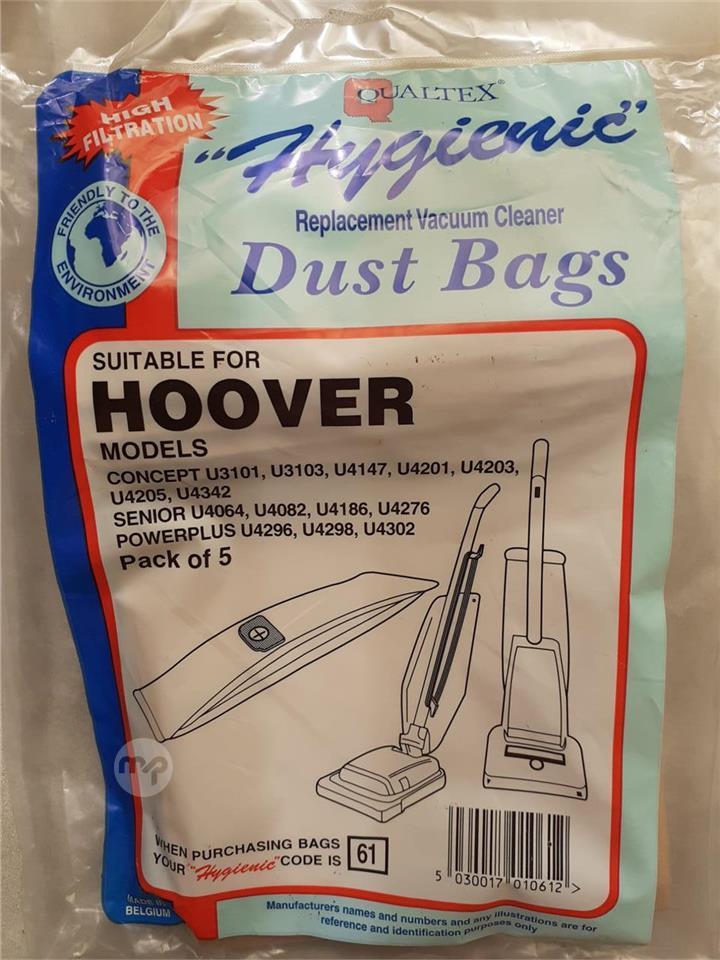 QUALTEX®
HIGH
FILTRATION
"Hygienic"
FRIENDLY TO THE
ENVIRONMENT
Replacement Vacuum Cleaner
Dust Bags
SUITABLE FOR
HOOVER
MODELS
CONCEPT U3101, U3103, U4147, U4201, U4203,
U4205, U4342
SENIOR U4064, U4082, U4186, U4276
POWERPLUS U4296, U4298, U4302
Pack of 5
mp
WHEN PURCHASING BAGS
YOUR "Hygienic" CODE IS 61
5 030017 010612 >
MADE IN
BELGIUM
Manufacturers names and numbers and any illustrations are for
reference and identification purposes only